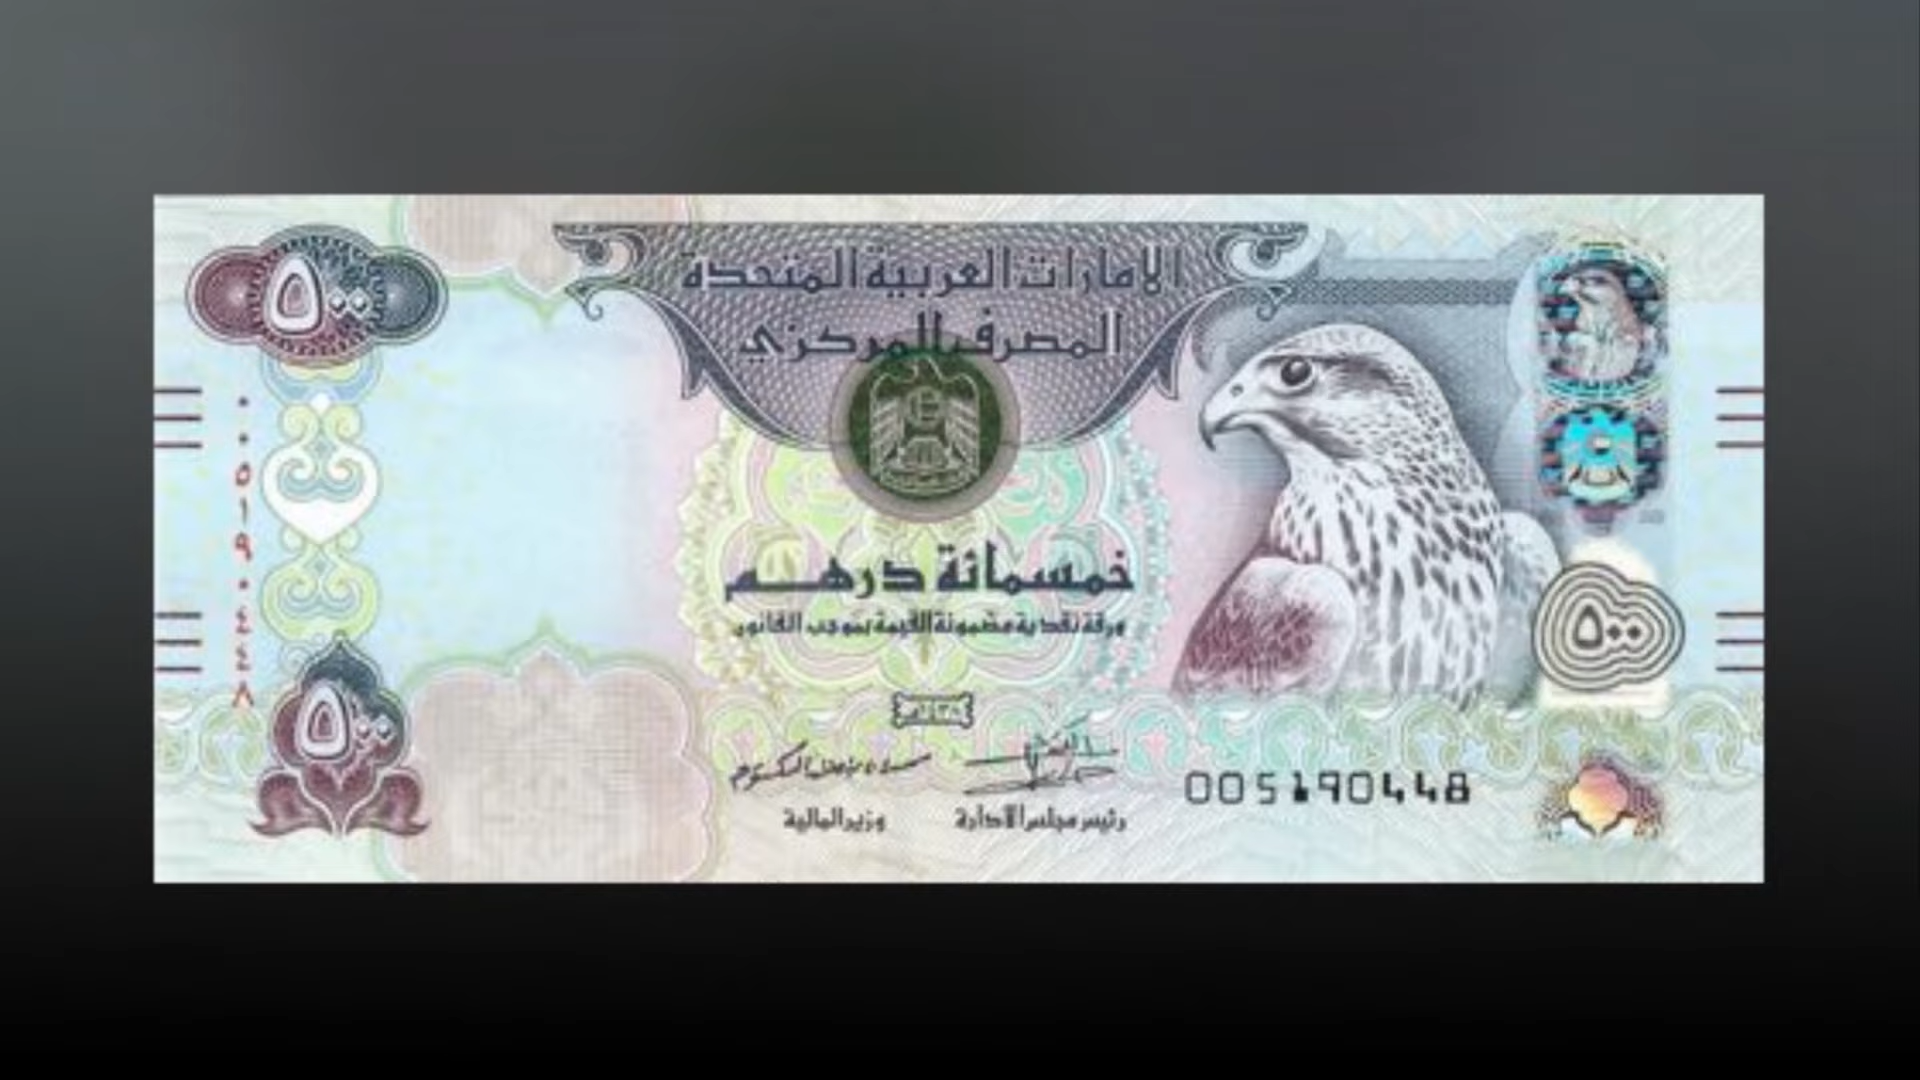 ٥٠٠
الإمارات العربية المتحدة
المصرف المركزي
٠٠٥١٩٠٤٤٨
خمسمائة درهم
ورقة نقدية مضمونة القيمة بموجب القانون
٥٠٠
٥٠٠
رئيس مجلس الادارة
وزير المالية
005190448